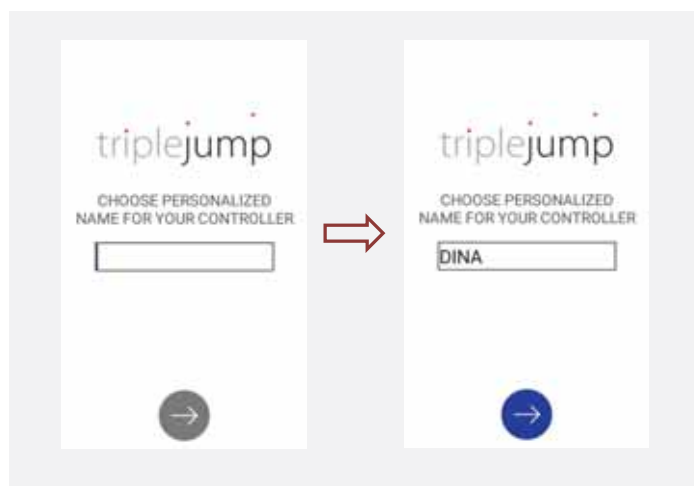 triplejump
CHOOSE PERSONALIZED
NAME FOR YOUR CONTROLLER
triplejump
CHOOSE PERSONALIZED
NAME FOR YOUR CONTROLLER
DINA